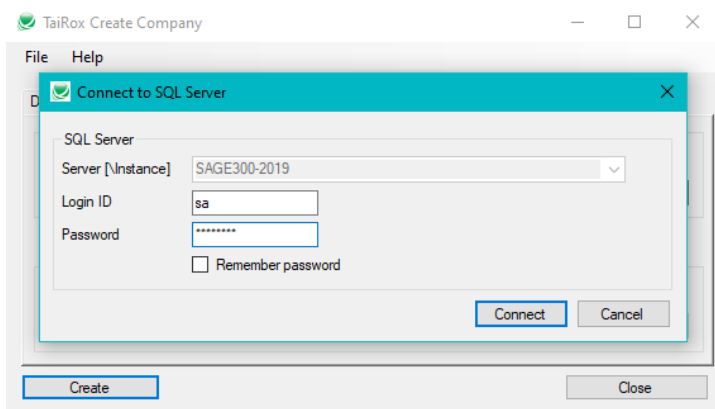 TaiRox Create Company
File Help
D
Connect to SQL Server
SQL Server
Server [\Instance] SAGE300-2019
Login ID sa
Password ********
Remember password
Connect Cancel
Create Close